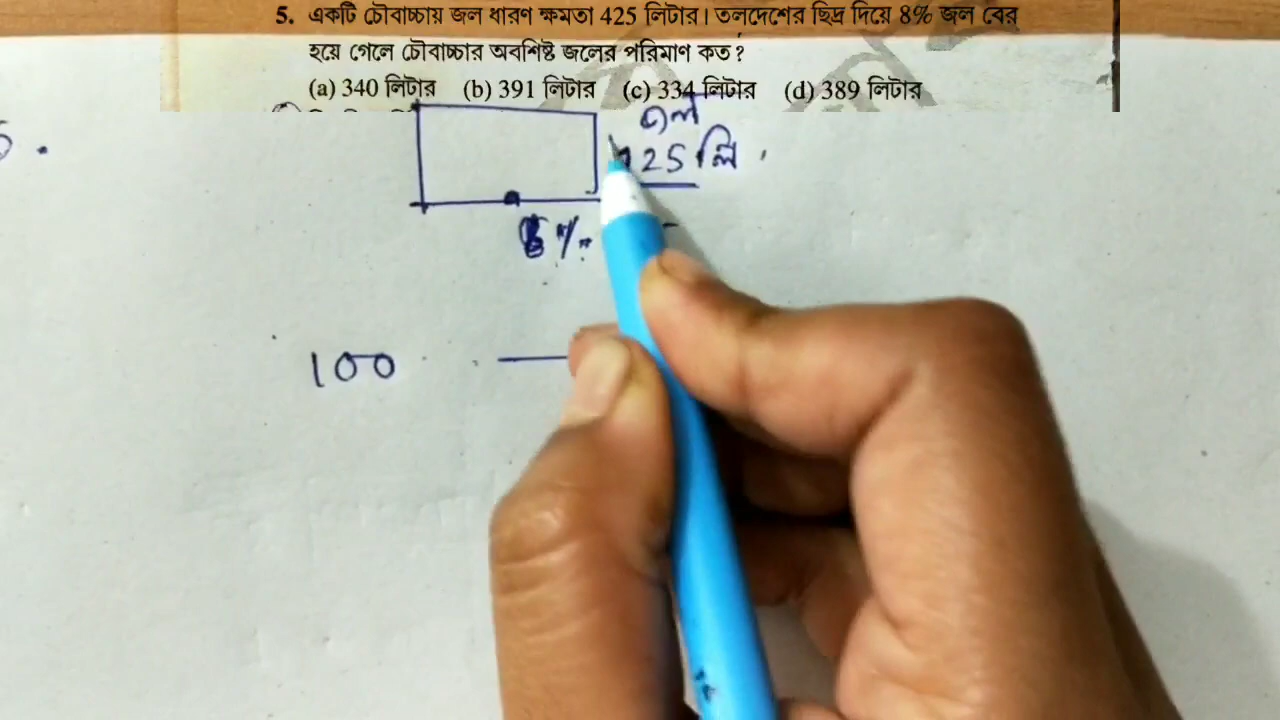 5. একটি চৌবাচ্চায় জল ধারণ ক্ষমতা 425 লিটার। তলদেশের ছিদ্র দিয়ে 8% জল বের
হয়ে গেলে চৌবাচ্চার অবশিষ্ট জলের পরিমাণ কত?
(a) 340 লিটার (b) 391 লিটার (c) 334 লিটার (d) 389 লিটার
জল
25 লি.
8%
100